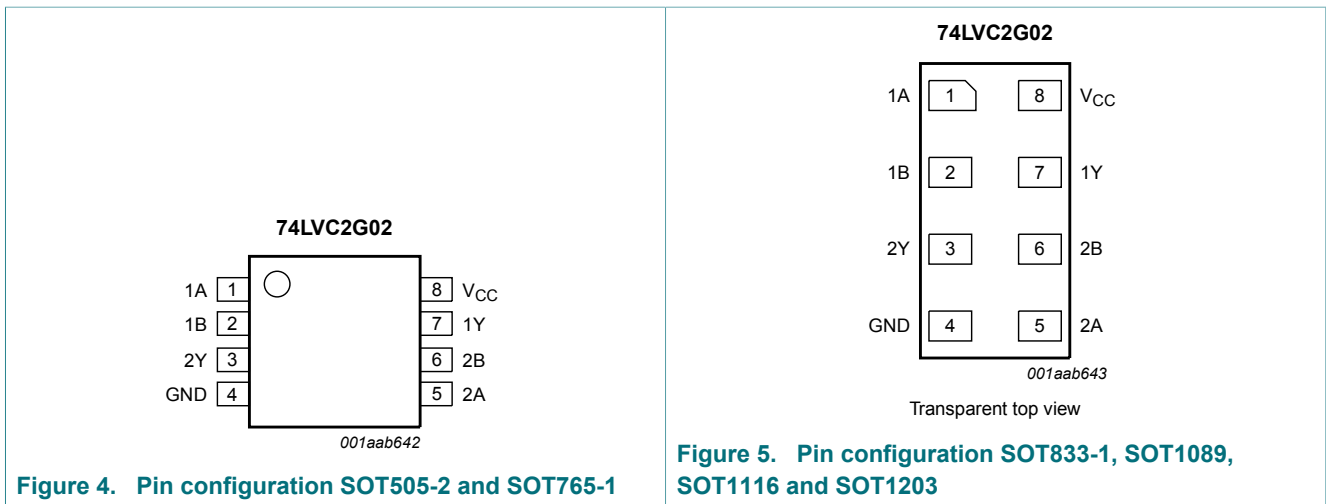 74LVC2G02
1A 1 8 VCC
1B 2 7 1Y
2Y 3 6 2B
GND 4 5 2A
001aab642
Figure 4. Pin configuration SOT505-2 and SOT765-1
74LVC2G02
1A 1 8 VCC
1B 2 7 1Y
2Y 3 6 2B
GND 4 5 2A
001aab643
Transparent top view
Figure 5. Pin configuration SOT833-1, SOT1089,
SOT1116 and SOT1203